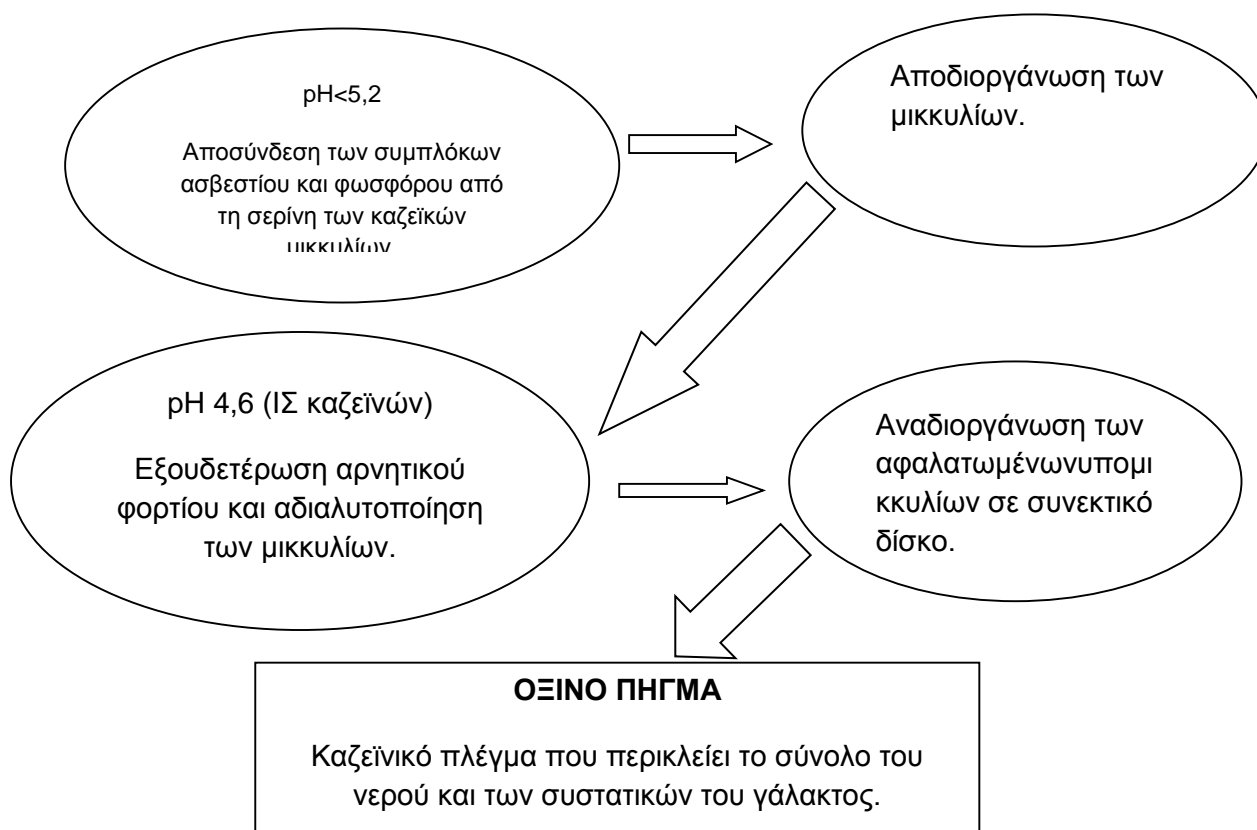 pH<5,2
Αποσύνδεση των συμπλόκων
ασβεστίου και φωσφόρου από
τη σερίνη των καζεϊκών
μικκυλίων
Αποδιοργάνωση των
μικκυλίων.
pH 4,6 (ΙΣ καζεϊνών)
Εξουδετέρωση αρνητικού
φορτίου και αδιαλυτοποίηση
των μικκυλίων.
Αναδιοργάνωση των
αφαλατωμένωνυπομι
κκυλίων σε συνεκτικό
δίσκο.
ΟΞΙΝΟ ΠΗΓΜΑ
Καζεϊνικό πλέγμα που περικλείει το σύνολο του
νερού και των συστατικών του γάλακτος.